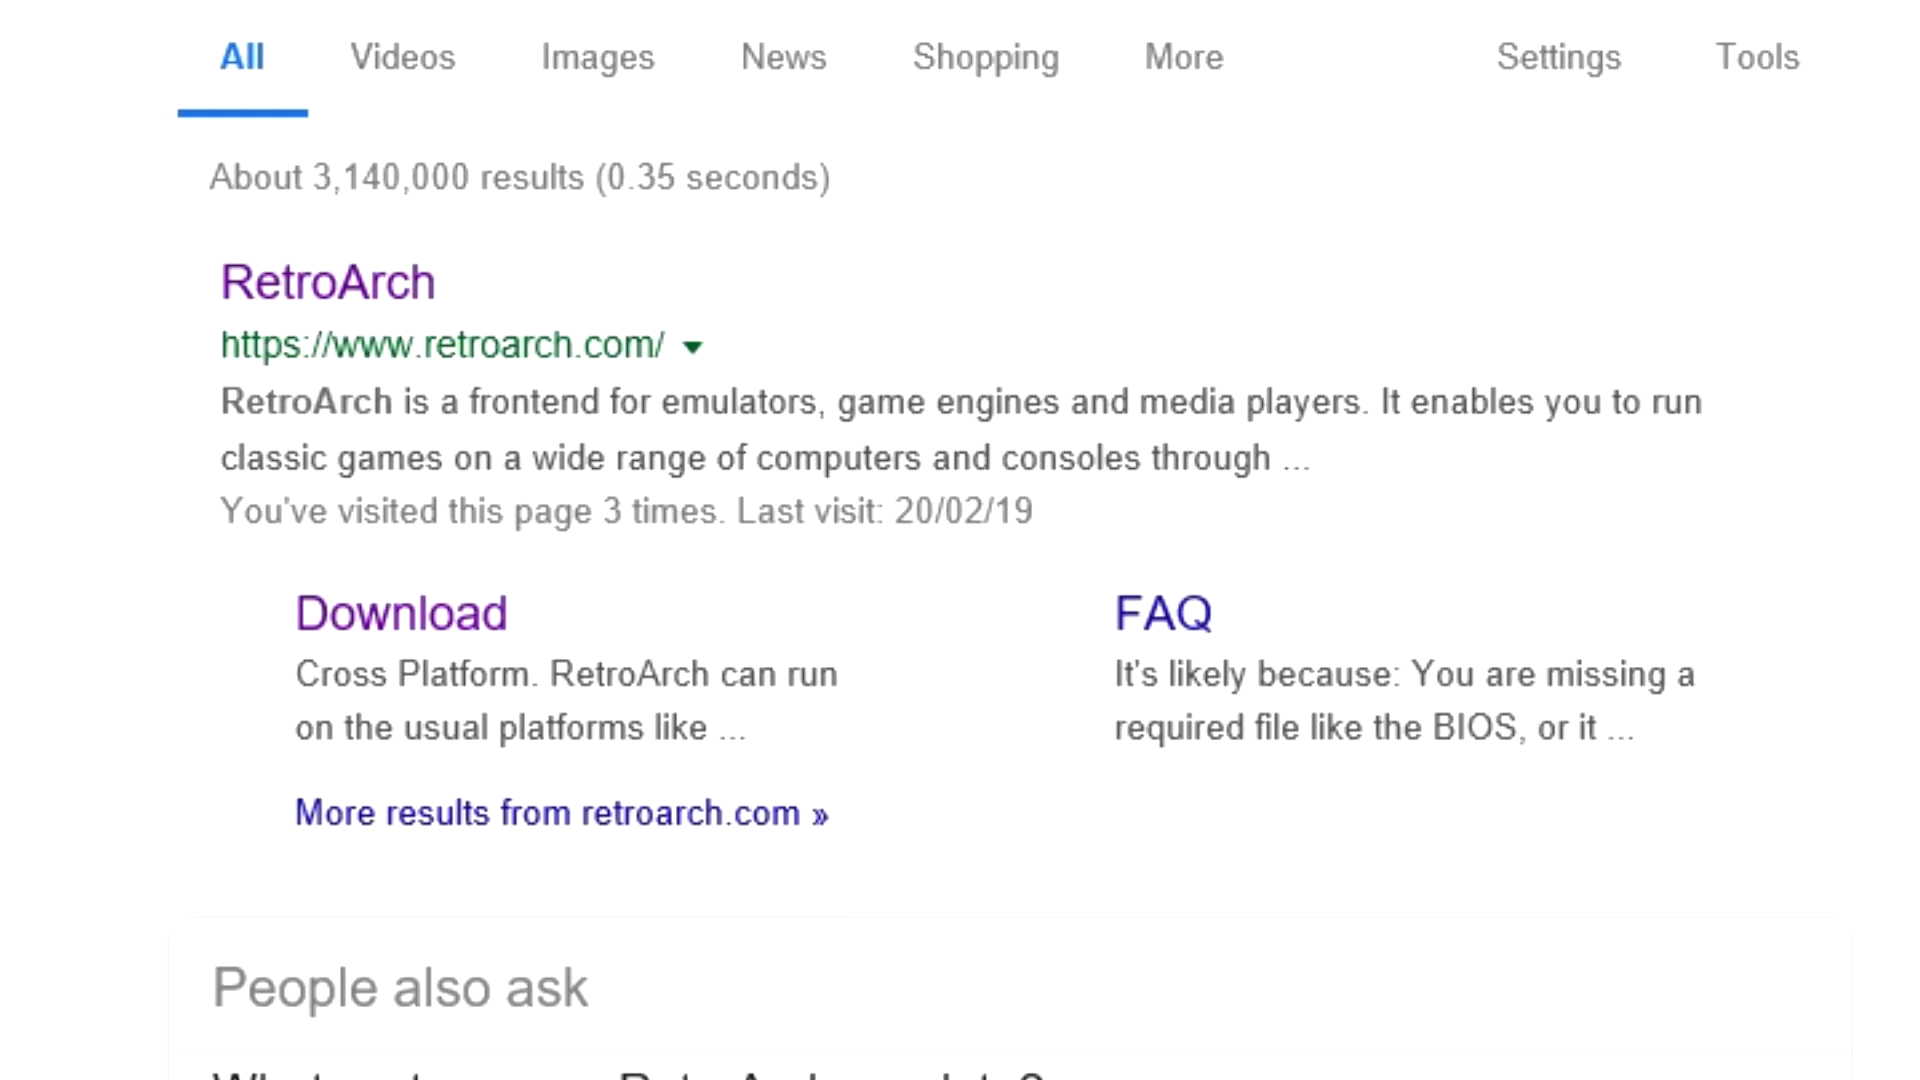 All Videos Images News Shopping More Settings Tools
About 3,140,000 results (0.35 seconds)
RetroArch
https://www.retroarch.com/
RetroArch is a frontend for emulators, game engines and media players. It enables you to run
classic games on a wide range of computers and consoles through ...
You've visited this page 3 times. Last visit: 20/02/19
Download
Cross Platform. RetroArch can run
on the usual platforms like ...
FAQ
It's likely because: You are missing a
required file like the BIOS, or it ...
More results from retroarch.com »
People also ask